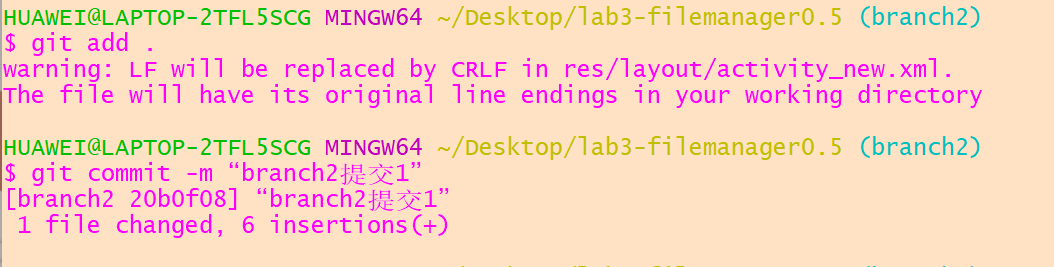 HUAWEI@LAPTOP-2TFL5SCG MINGW64 ~/Desktop/lab3-filemanager0.5 (branch2)
$ git add .
warning: LF will be replaced by CRLF in res/layout/activity_new.xml.
The file will have its original line endings in your working directory
HUAWEI@LAPTOP-2TFL5SCG MINGW64 ~/Desktop/lab3-filemanager0.5 (branch2)
$ git commit -m “branch2提交1”
[branch2 20b0f08] “branch2提交1”
1 file changed, 6 insertions(+)